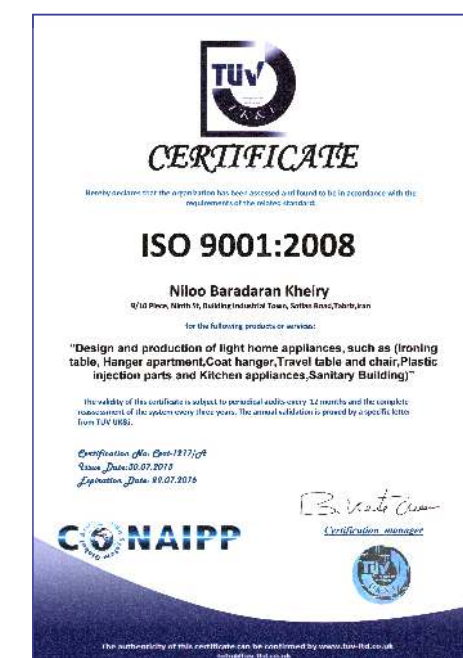 TÜV
UK&I
CERTIFICATE
Hereby declares that the organization has been assessed and found to be in accordance with the
requirements of the related standard.
ISO 9001:2008
Niloo Baradaran Kheiry
9/10 Piece, Ninth St, Building Industrial Town, Sofian Road,Tabriz,Iran
for the following products or services:
"Design and production of light home appliances, such as (Ironing
table, Hanger apartment,Coat hanger,Travel table and chair,Plastic
injection parts and Kitchen appliances,Sanitary Building)"
The validity of this certificate is subject to periodical audits every 12 months and the complete
reassessment of the system every three years. The annual validation is proved by a specific letter
from TUV UK&I.
Certification No:
Issue Date:30.07.2015
Expiration Date: 29.07.2016
Certification manager
CONAIPP
TÜV
The authenticity of this certificate can be confirmed by www.tuv-ltd.co.uk